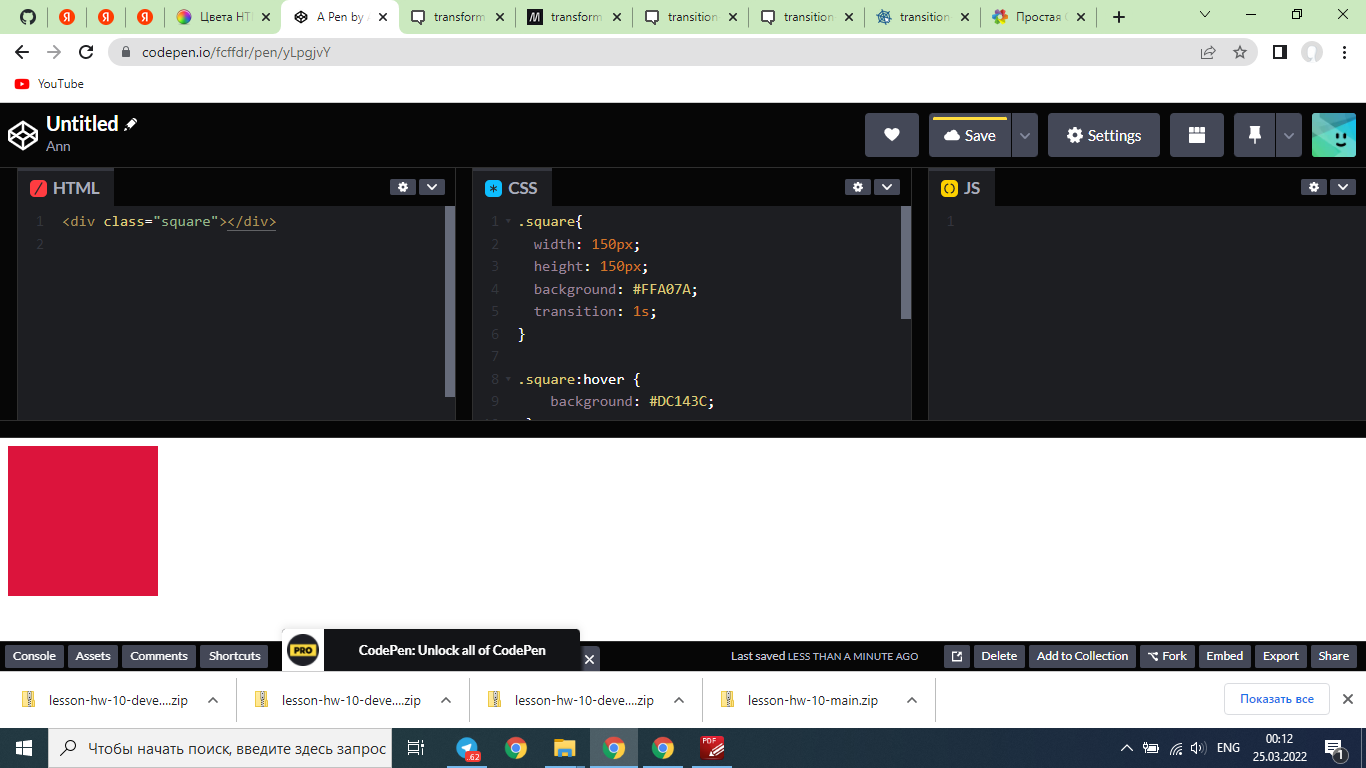 Цвета HT
A Pen by A
transform
transform
transition
transition
transition
Простая
codepen.io/fcffdr/pen/yLpgjvY
YouTube
Untitled
Ann
Save
Settings
HTML
CSS
JS
1 <div class="square"></div>
2
1 .square{
2 width: 150px;
3 height: 150px;
4 background: #FFA07A;
5 transition: 1s;
6 }
7
8 .square:hover {
9 background: #DC143C;
1
Console
Assets
Comments
Shortcuts
PRO
CodePen: Unlock all of CodePen
Last saved LESS THAN A MINUTE AGO
Delete
Add to Collection
Fork
Embed
Export
Share
lesson-hw-10-deve....zip
lesson-hw-10-deve....zip
lesson-hw-10-deve....zip
lesson-hw-10-main.zip
Показать все
Чтобы начать поиск, введите здесь запрос
.62
PDF
ENG
00:12
25.03.2022
1